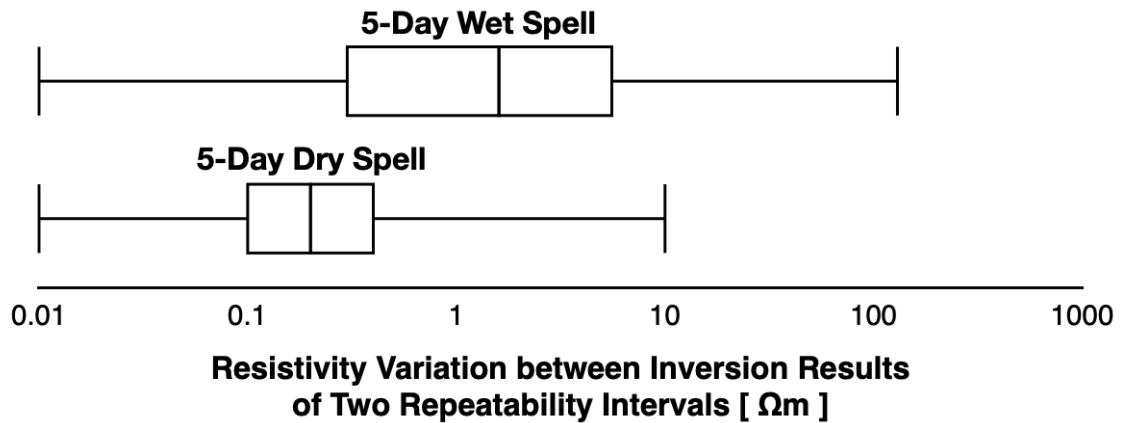 5-Day Wet Spell
5-Day Dry Spell
0.01 0.1 1 10 100 1000
Resistivity Variation between Inversion Results
of Two Repeatability Intervals [ Ωm ]